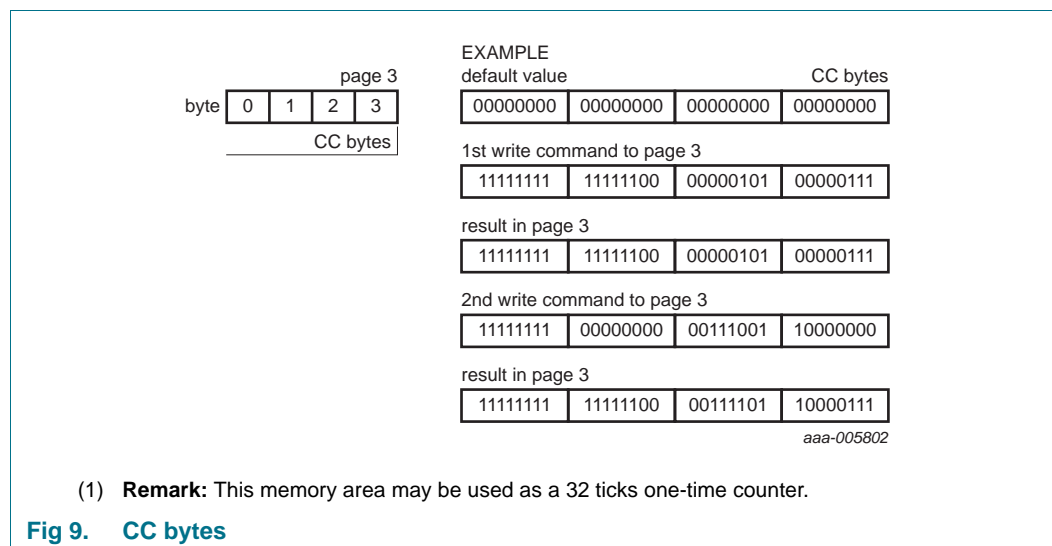 page 3
byte 0 1 2 3
CC bytes
EXAMPLE
default value CC bytes
00000000 00000000 00000000 00000000
1st write command to page 3
11111111 11111100 00000101 00000111
result in page 3
11111111 11111100 00000101 00000111
2nd write command to page 3
11111111 00000000 00111001 10000000
result in page 3
11111111 11111100 00111101 10000111
aaa-005802
(1) Remark: This memory area may be used as a 32 ticks one-time counter.
Fig 9. CC bytes